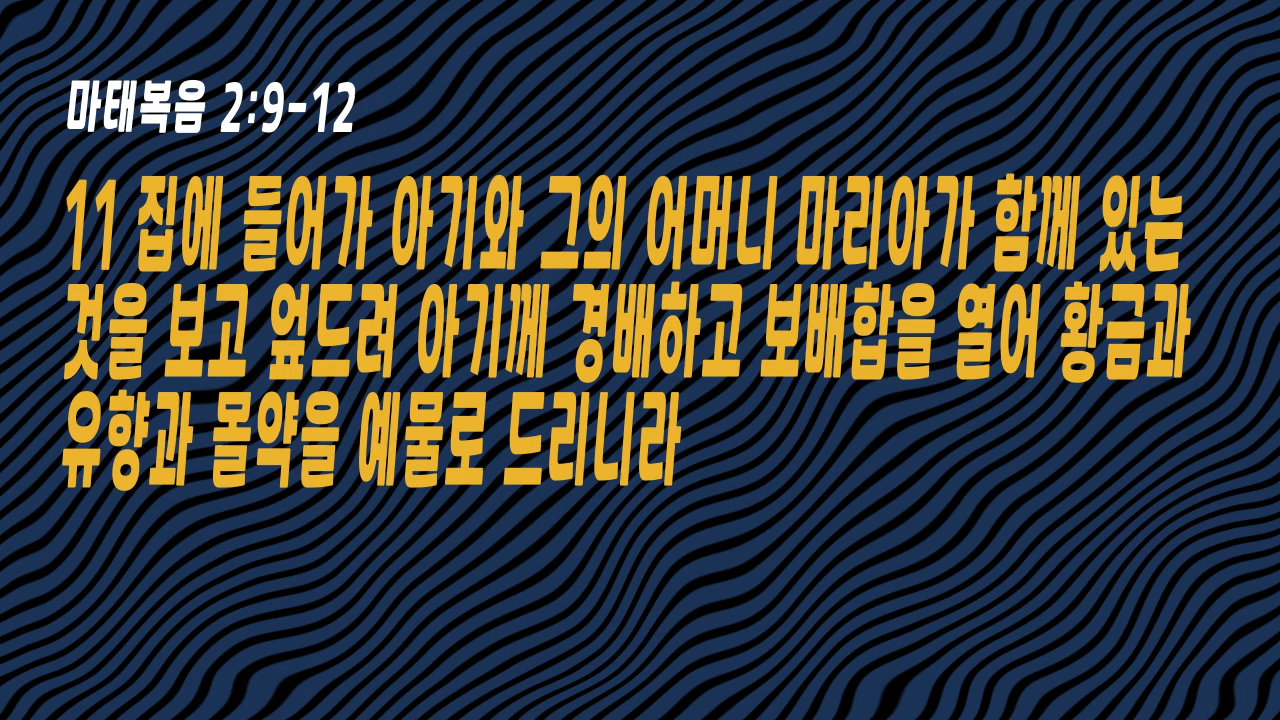 마태복음 2:9-12
11 집에 들어가 아기와 그의 어머니 마리아가 함께 있는
것을 보고 엎드려 아기께 경배하고 보배합을 열어 황금과
유향과 몰약을 예물로 드리니라